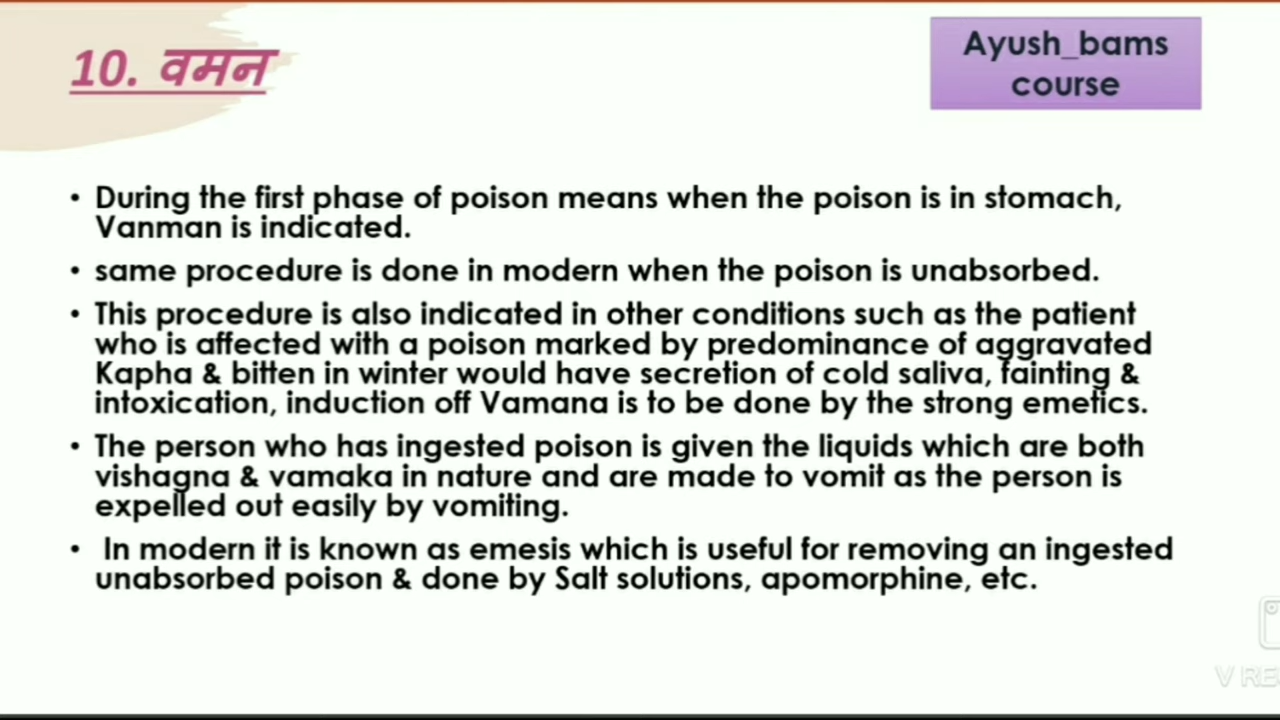 10. वमन
Ayush_bams
course
• During the first phase of poison means when the poison is in stomach,
Vanman is indicated.
• same procedure is done in modern when the poison is unabsorbed.
• This procedure is also indicated in other conditions such as the patient
who is affected with a poison marked by predominance of aggravated
Kapha & bitten in winter would have secretion of cold saliva, fainting &
intoxication, induction off Vamana is to be done by the strong emetics.
• The person who has ingested poison is given the liquids which are both
vishagna & vamaka in nature and are made to vomit as the person is
expelled out easily by vomiting.
• In modern it is known as emesis which is useful for removing an ingested
unabsorbed poison & done by Salt solutions, apomorphine, etc.